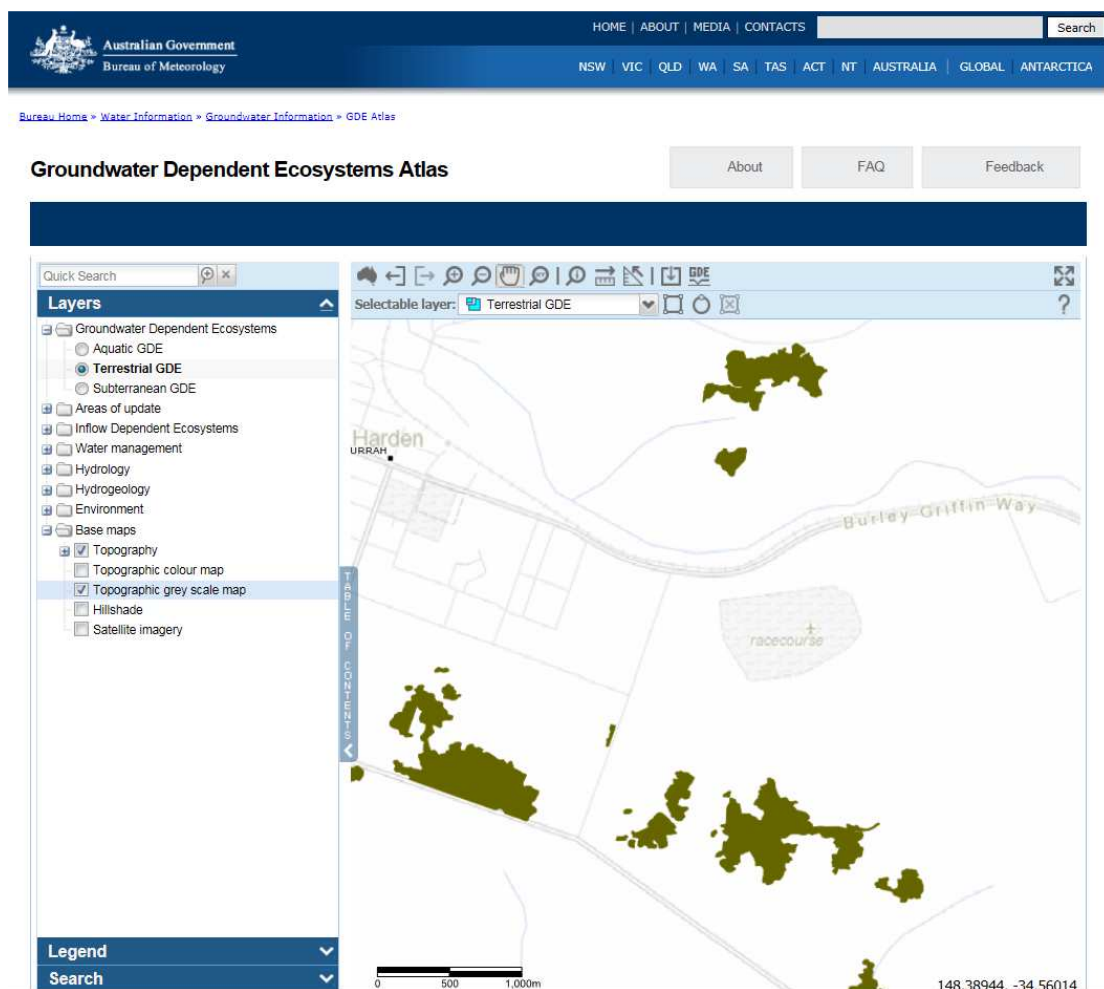 HOME | ABOUT | MEDIA | CONTACTS Search
Australian Government
Bureau of Meteorology
NSW | VIC | QLD | WA | SA | TAS | ACT | NT | AUSTRALIA | GLOBAL | ANTARCTICA
Bureau Home » Water Information » Groundwater Information » GDE Atlas
Groundwater Dependent Ecosystems Atlas About FAQ Feedback
Quick Search
GDE
Layers
Selectable layer: Terrestrial GDE
?
Groundwater Dependent Ecosystems
Aquatic GDE
Terrestrial GDE
Subterranean GDE
Areas of update
Inflow Dependent Ecosystems
Water management
Hydrology
Hydrogeology
Environment
Base maps
Topography
Topographic colour map
Topographic grey scale map
Hillshade
Satellite imagery
TABLE OF CONTENTS
Harden
URRAH
Burley Griffin Way
racecourse
Legend
Search
0 500 1,000m
148.38944, -34.56014